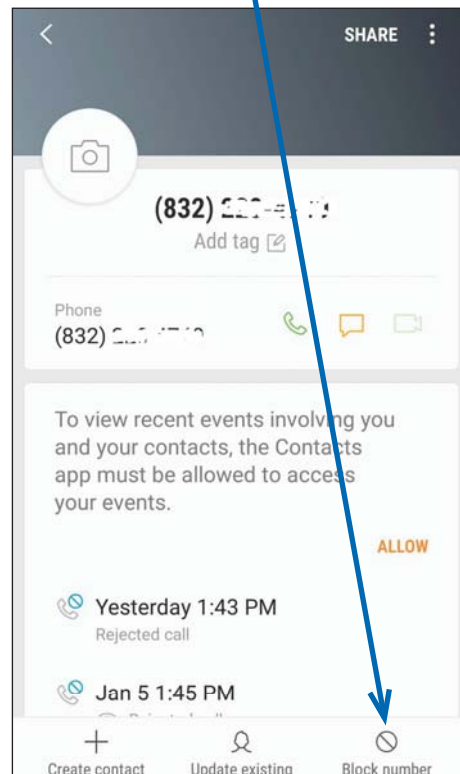 SHARE
(832)
Add tag
Phone
(832)
To view recent events involving you
and your contacts, the Contacts
app must be allowed to access
your events.
ALLOW
Yesterday 1:43 PM
Rejected call
Jan 5 1:45 PM
Create contact Update existing Block number